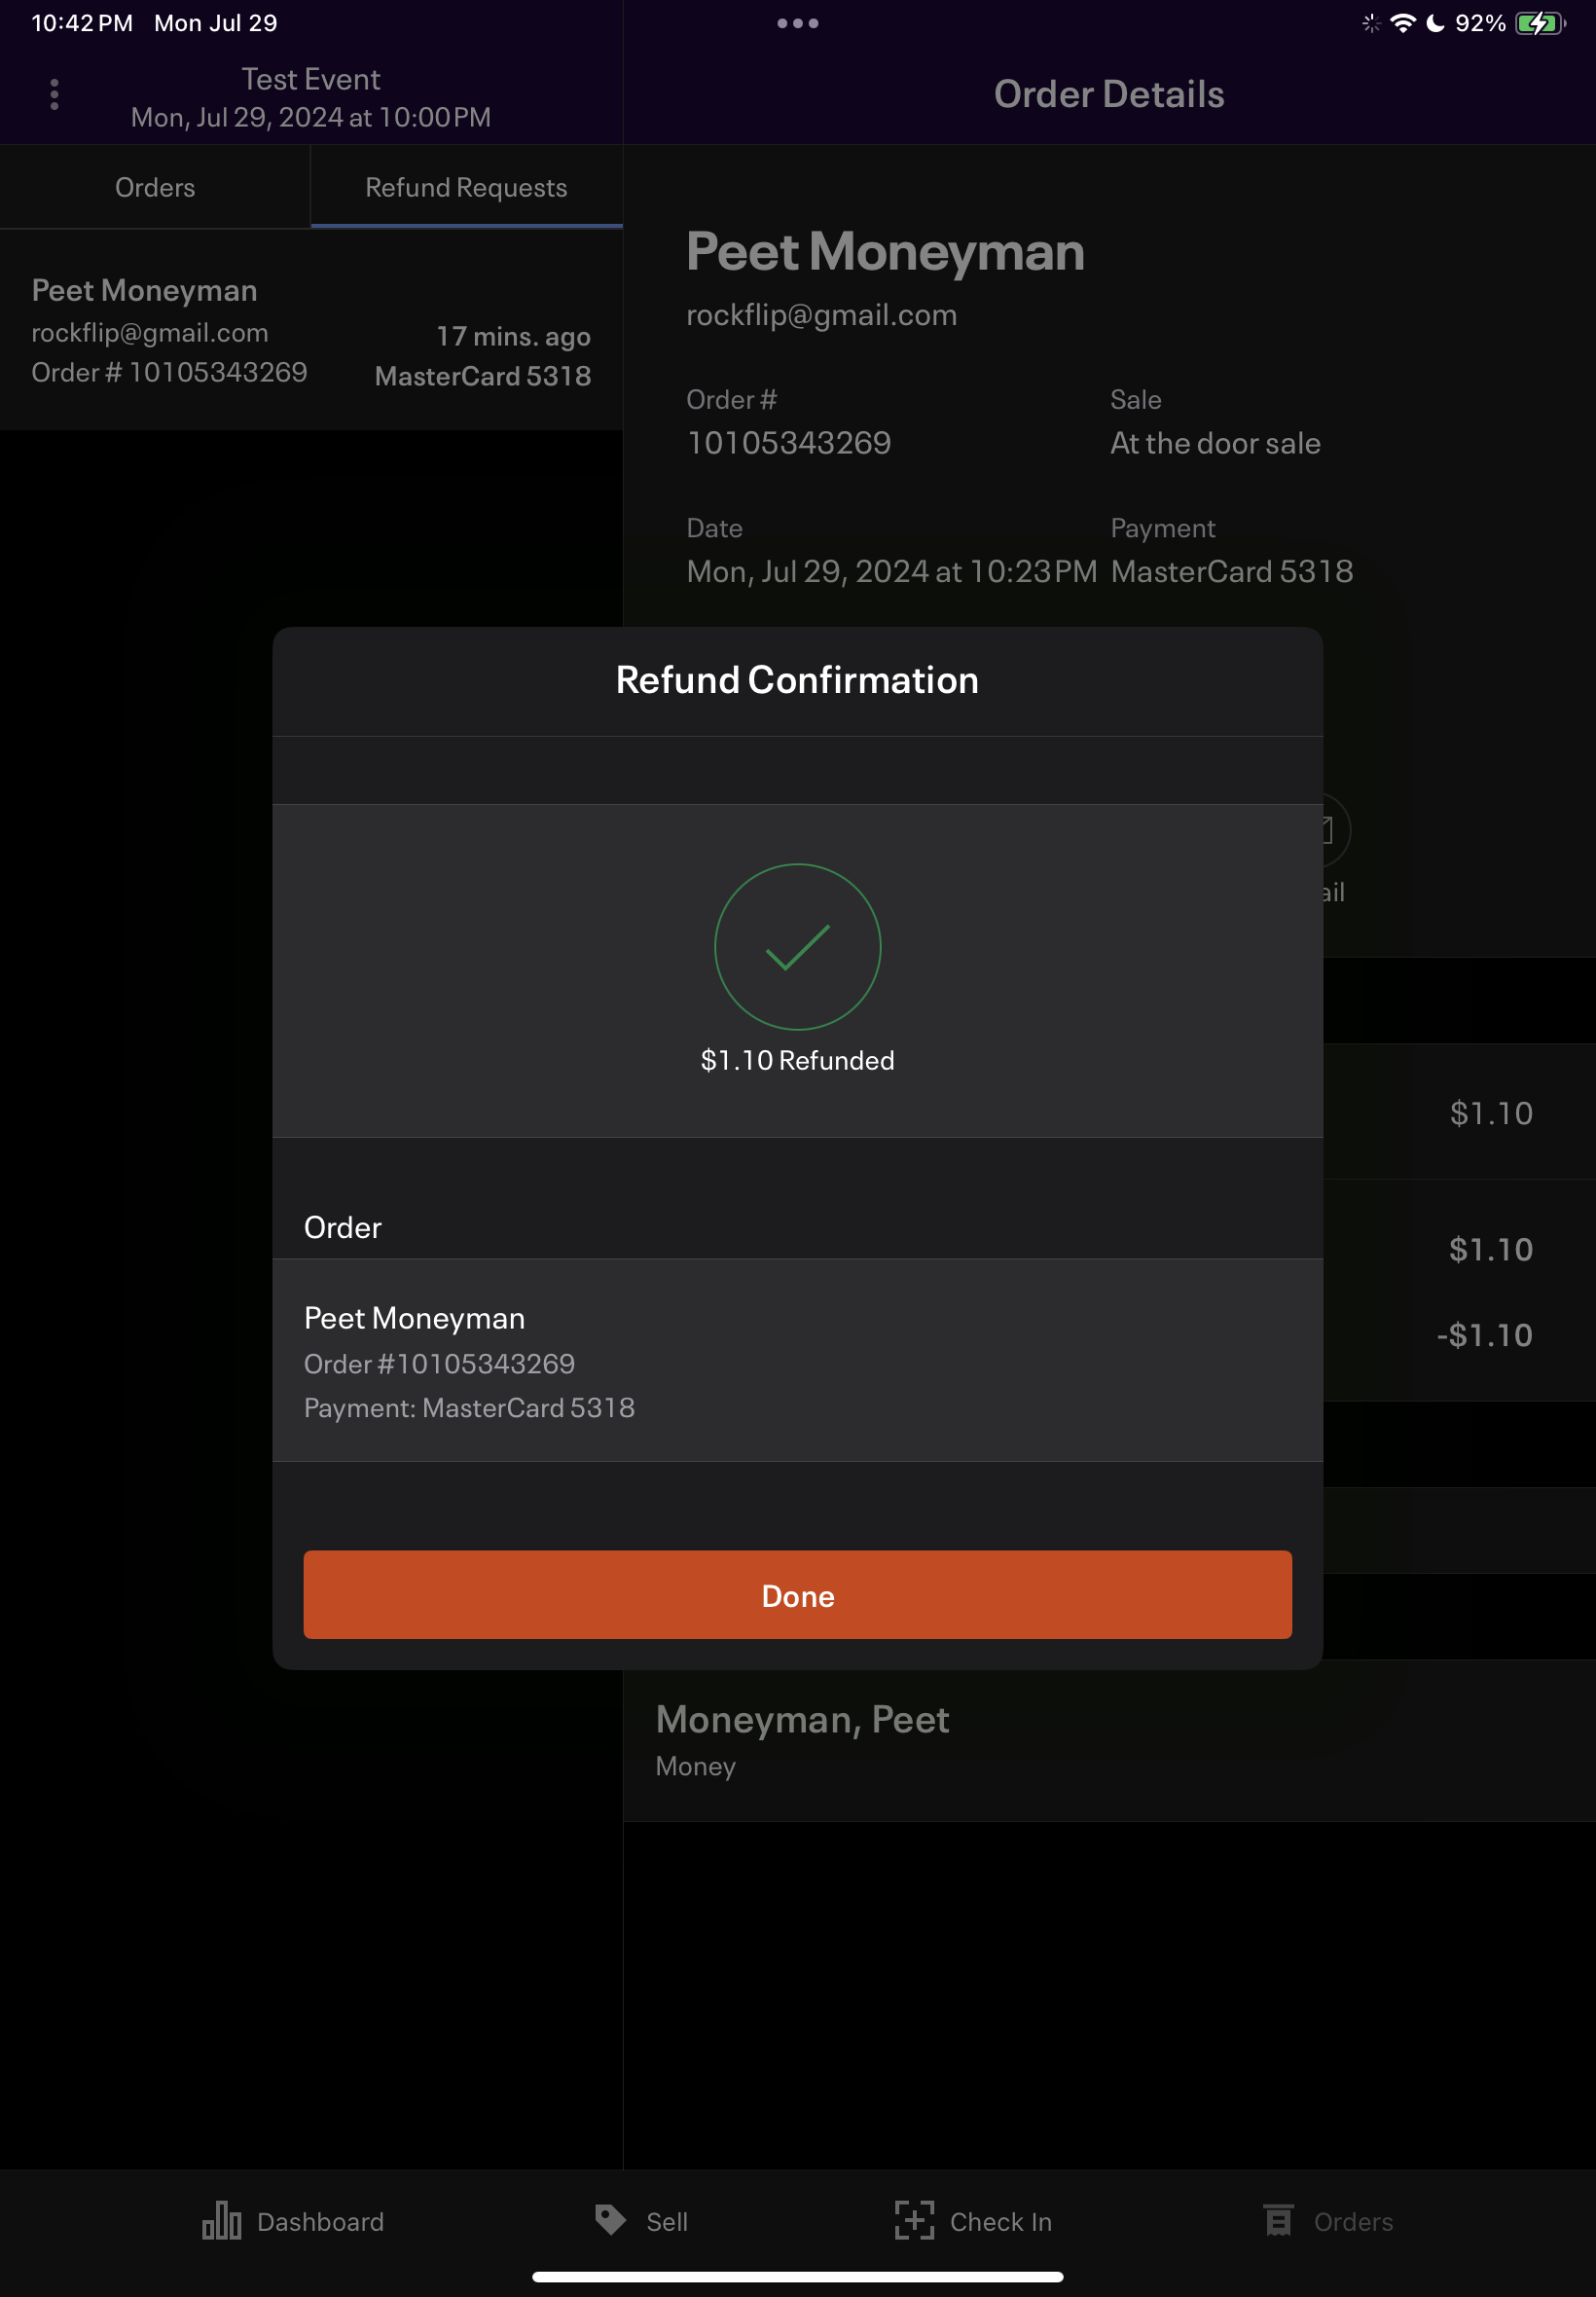 10:42 PM Mon Jul 29
92%
Test Event
Mon, Jul 29, 2024 at 10:00 PM
Order Details
Orders
Refund Requests
Peet Moneyman
rockflip@gmail.com
17 mins. ago
Order # 10105343269
MasterCard 5318
Peet Moneyman
rockflip@gmail.com
Order #
Sale
10105343269
At the door sale
Date
Payment
Mon, Jul 29, 2024 at 10:23 PM
MasterCard 5318
Refund Confirmation
ail
$1.10 Refunded
$1.10
Order
$1.10
Peet Moneyman
-$1.10
Order #10105343269
Payment: MasterCard 5318
Done
Moneyman, Peet
Money
Dashboard
Sell
Check In
Orders